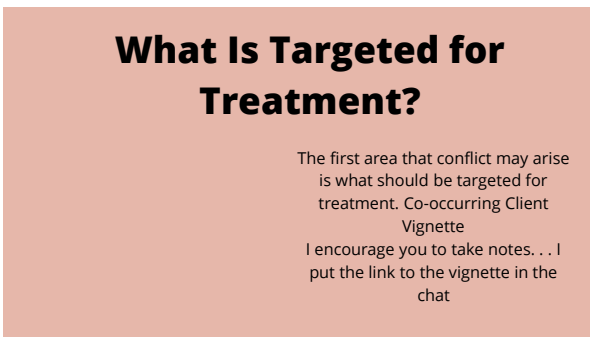 What Is Targeted for
Treatment?
The first area that conflict may arise
is what should be targeted for
treatment. Co-occurring Client
Vignette
I encourage you to take notes. . . I
put the link to the vignette in the
chat